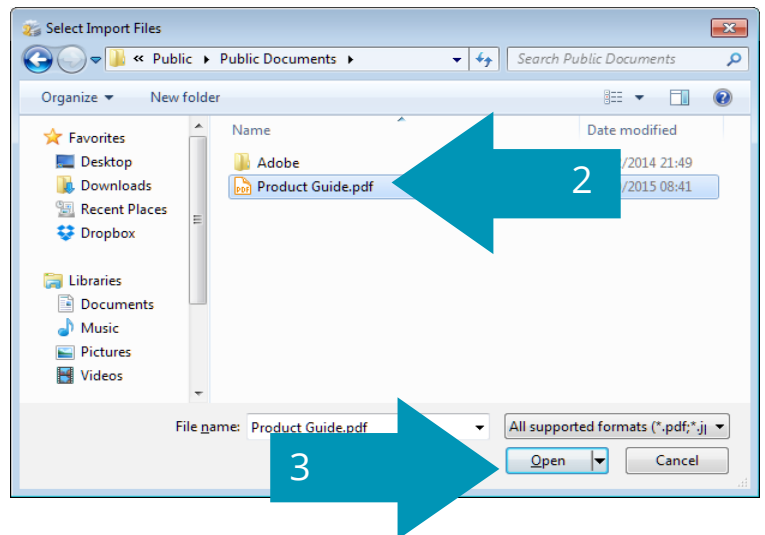 Select Import Files
« Public Public Documents
Search Public Documents
Organize New folder
Name Date modified
Favorites
Desktop
Downloads
Recent Places
Dropbox
Libraries
Documents
Music
Pictures
Videos
Adobe /2014 21:49
PDF Product Guide.pdf /2015 08:41
2
File name: Product Guide.pdf
All supported formats (*.pdf;*.j
3
Open Cancel